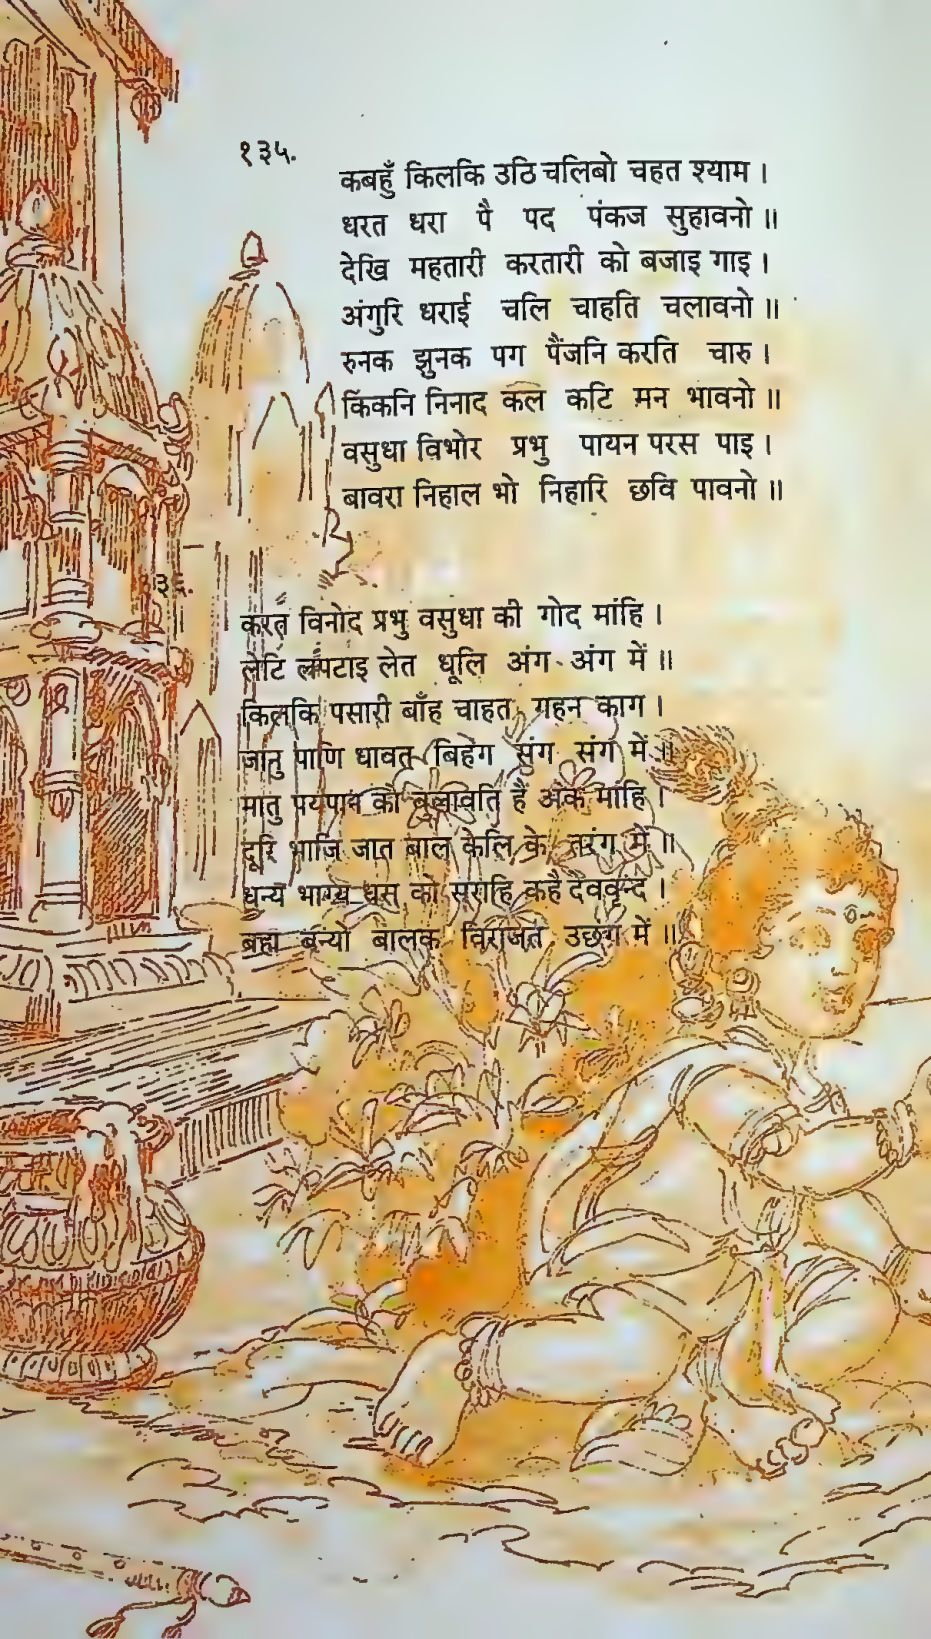 १३५.
कबहुँ किलकि उठि चलिबो चहत श्याम ।
धरत धरा पै पद पंकज सुहावनो ॥
देखि महतारी करतारी को बजाइ गाइ ।
अंगुरि धराई चलि चाहति चलावनो ॥
रुनक झुनक पग पैंजनि करति चारु ।
किंकनि निनाद कल कटि मन भावनो ॥
वसुधा विभोर प्रभु पायन परस पाइ ।
बावरा निहाल भो निहारि छवि पावनो ॥
१३६.
करत विनोद प्रभु वसुधा की गोद मांहि ।
लेटि लपटाइ लेत धूलि अंग - अंग में ॥
किलकि पसारी बाँह चाहत गहन काग ।
जानु पाणि धावत बिहंग संग संग में ॥
मातु पयपान को बुलावति हैं अंक मांहि ।
दूरि भाजि जात बाल केलि के तरंग में ॥
धन्य भाग्य को सराहि कहै देववृन्द ।
ब्रह्म बन्यो बालक विराजत उछंग में ॥